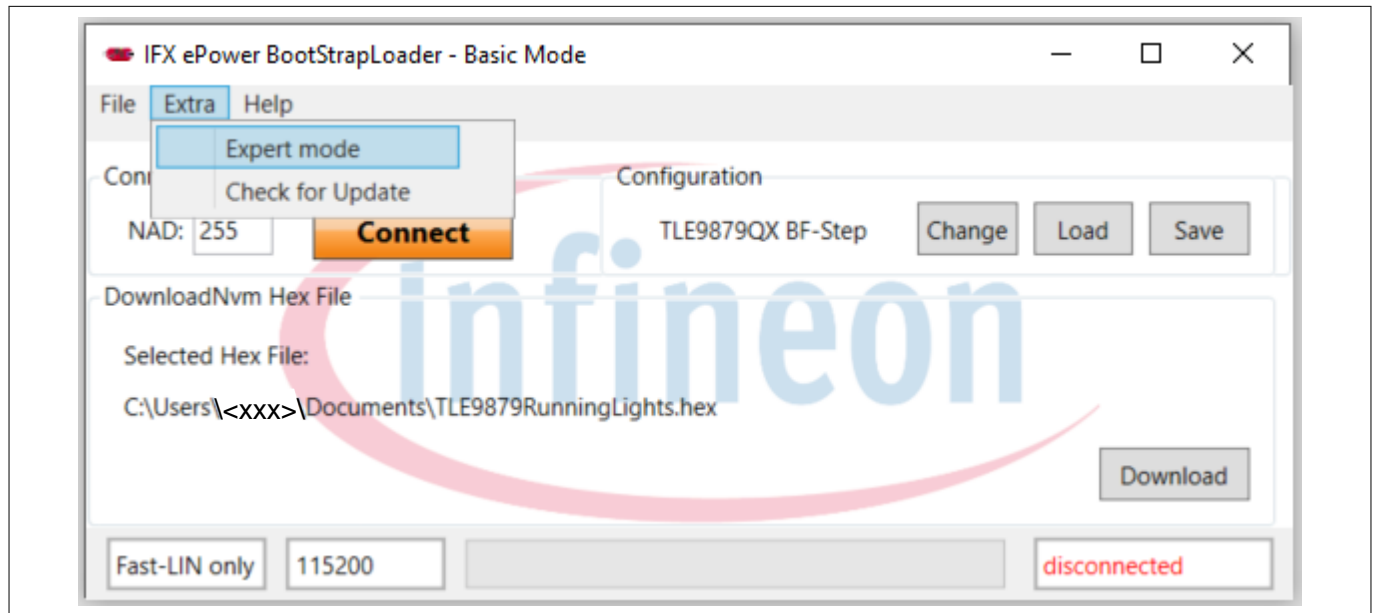 IFX ePower BootStrapLoader - Basic Mode
File Extra Help
Expert mode
Check for Update
Configuration
NAD: 255 Connect TLE9879QX BF-Step Change Load Save
DownloadNvm Hex File
infineon
Selected Hex File:
C:\Users\\<xxx>\Documents\TLE9879RunningLights.hex
Download
Fast-LIN only 115200 disconnected